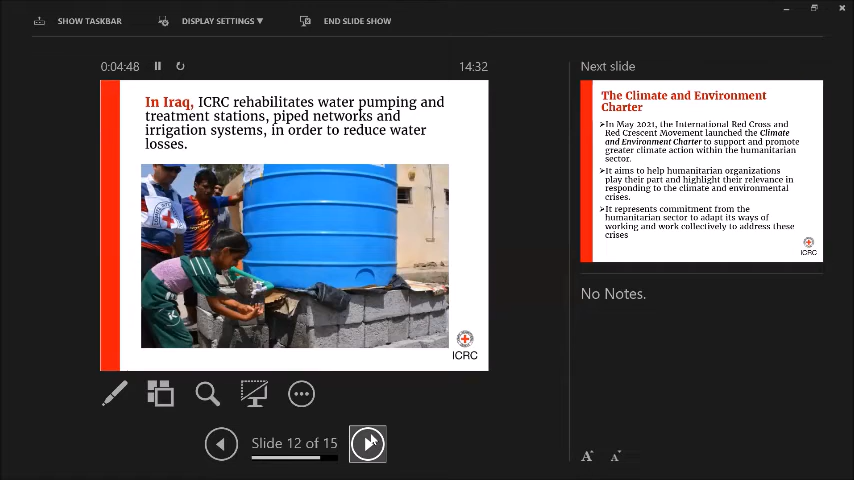 SHOW TASKBAR
DISPLAY SETTINGS ▼
END SLIDE SHOW
0:04:48
14:32
In Iraq, ICRC rehabilitates water pumping and
treatment stations, piped networks and
irrigation systems, in order to reduce water
losses.
ICRC
Next slide
The Climate and Environment
Charter
➢In May 2021, the International Red Cross and
Red Crescent Movement launched the Climate
and Environment Charter to support and promote
greater climate action within the humanitarian
sector.
➢It aims to help humanitarian organizations
play their part and highlight their relevance in
responding to the climate and environmental
crises.
➢It represents commitment from the
humanitarian sector to adapt its ways of
working and work collectively to address these
crises
ICRC
No Notes.
Slide 12 of 15
A A